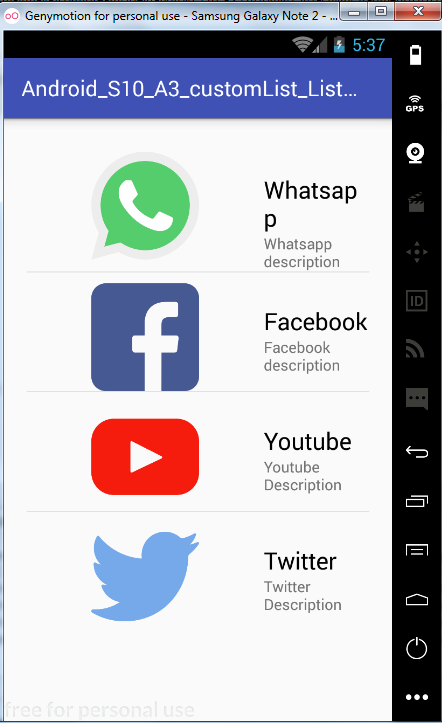 Genymotion for personal use - Samsung Galaxy Note 2 - ...
5:37
Android_S10_A3_customList_List...
GPS
Whatsap
p
Whatsapp
description
Facebook
Facebook
description
ID
Youtube
Youtube
Description
Twitter
Twitter
Description
free for personal use